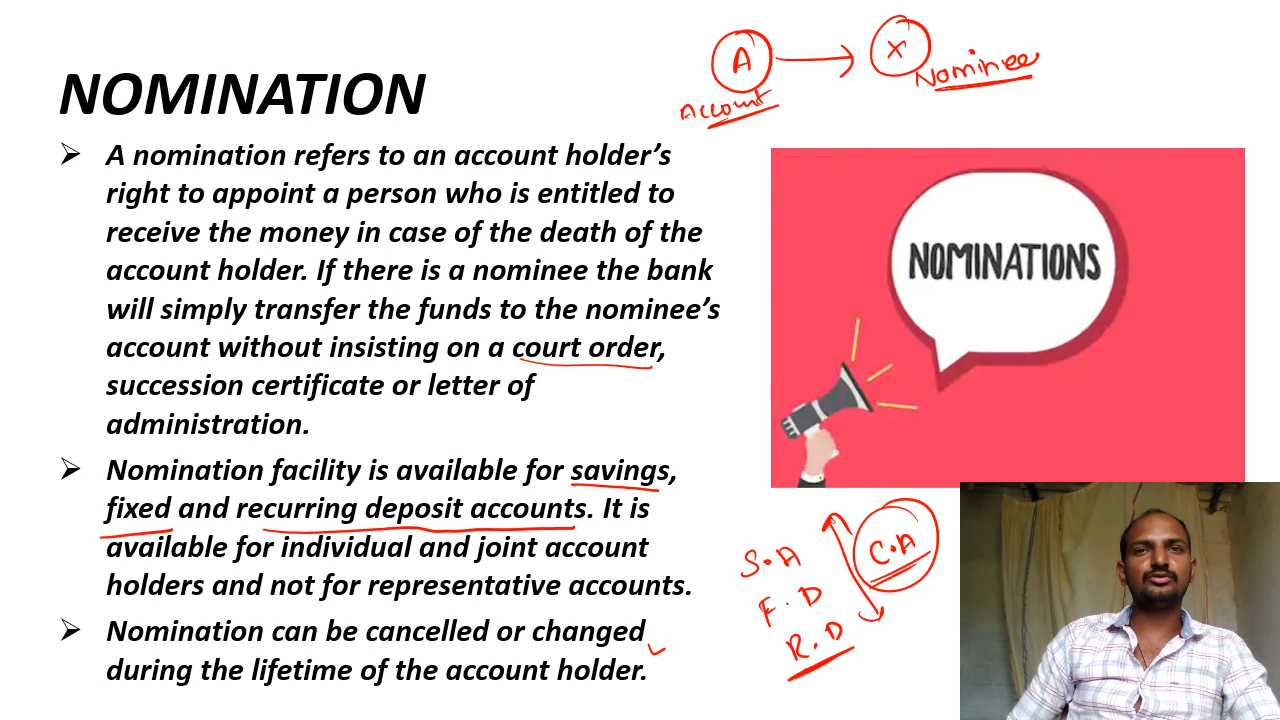 NOMINATION
A nomination refers to an account holder's
right to appoint a person who is entitled to
receive the money in case of the death of the
account holder. If there is a nominee the bank
will simply transfer the funds to the nominee's
account without insisting on a court order,
succession certificate or letter of
administration.
Nomination facility is available for savings,
fixed and recurring deposit accounts. It is
available for individual and joint account
holders and not for representative accounts.
Nomination can be cancelled or changed
during the lifetime of the account holder.
A
X
Account
Nominee
NOMINATIONS
S.A
C.A
F.D
R.D